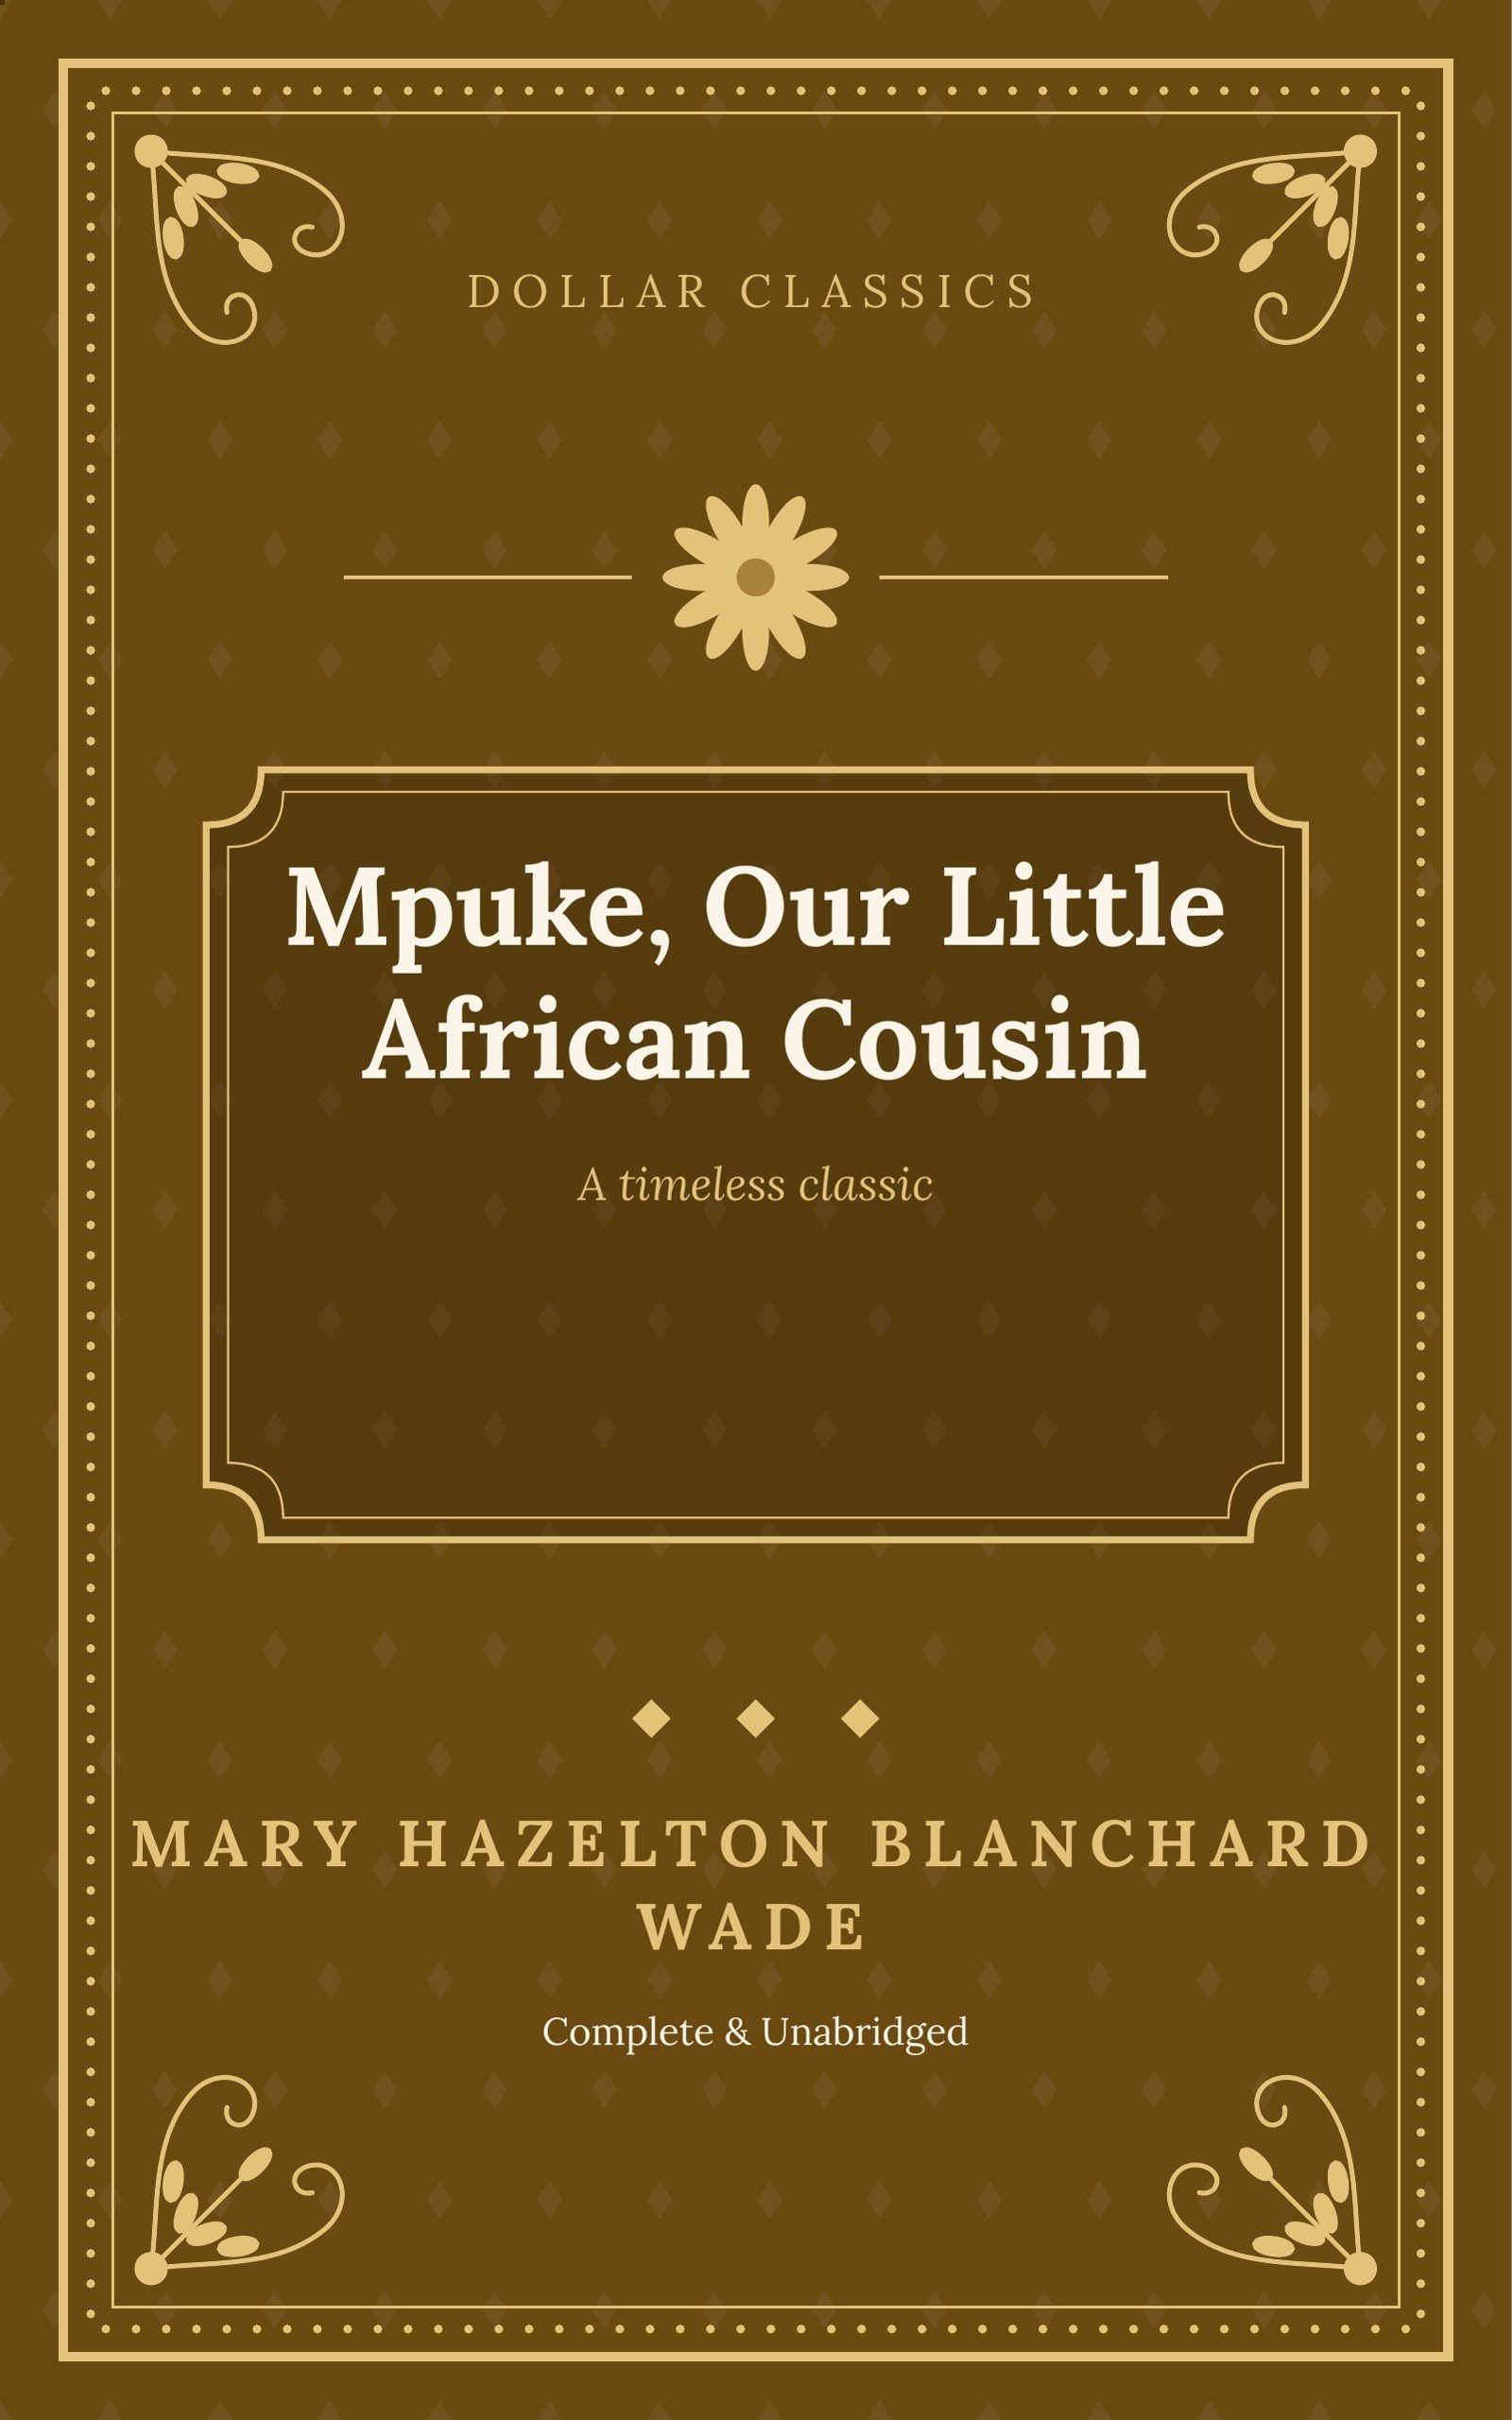 DOLLAR CLASSICS
Mpuke, Our Little
African Cousin
A timeless classic
MARY HAZELTON BLANCHARD
WADE
Complete & Unabridged